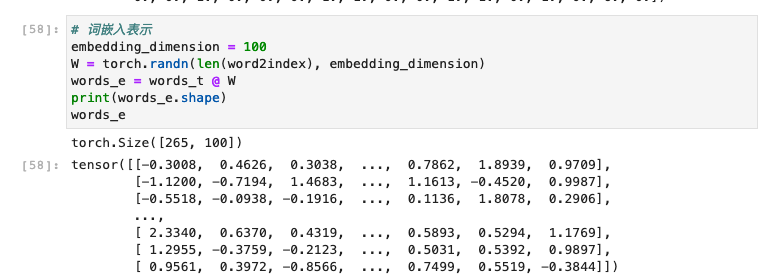 [58]: # 词嵌入表示
embedding_dimension = 100
W = torch.randn(len(word2index), embedding_dimension)
words_e = words_t @ W
print(words_e.shape)
words_e
torch.Size([265, 100])
[58]: tensor([[-0.3008,  0.4626,  0.3038,  ...,  0.7862,  1.8939,  0.9709],
[-1.1200, -0.7194,  1.4683,  ...,  1.1613, -0.4520,  0.9987],
[-0.5518, -0.0938, -0.1916,  ...,  0.1136,  1.8078,  0.2906],
...,
[ 2.3340,  0.6370,  0.4319,  ...,  0.5893,  0.5294,  1.1769],
[ 1.2955, -0.3759, -0.2123,  ...,  0.5031,  0.5392,  0.9897],
[ 0.9561,  0.3972, -0.8566,  ...,  0.7499,  0.5519, -0.3844]])